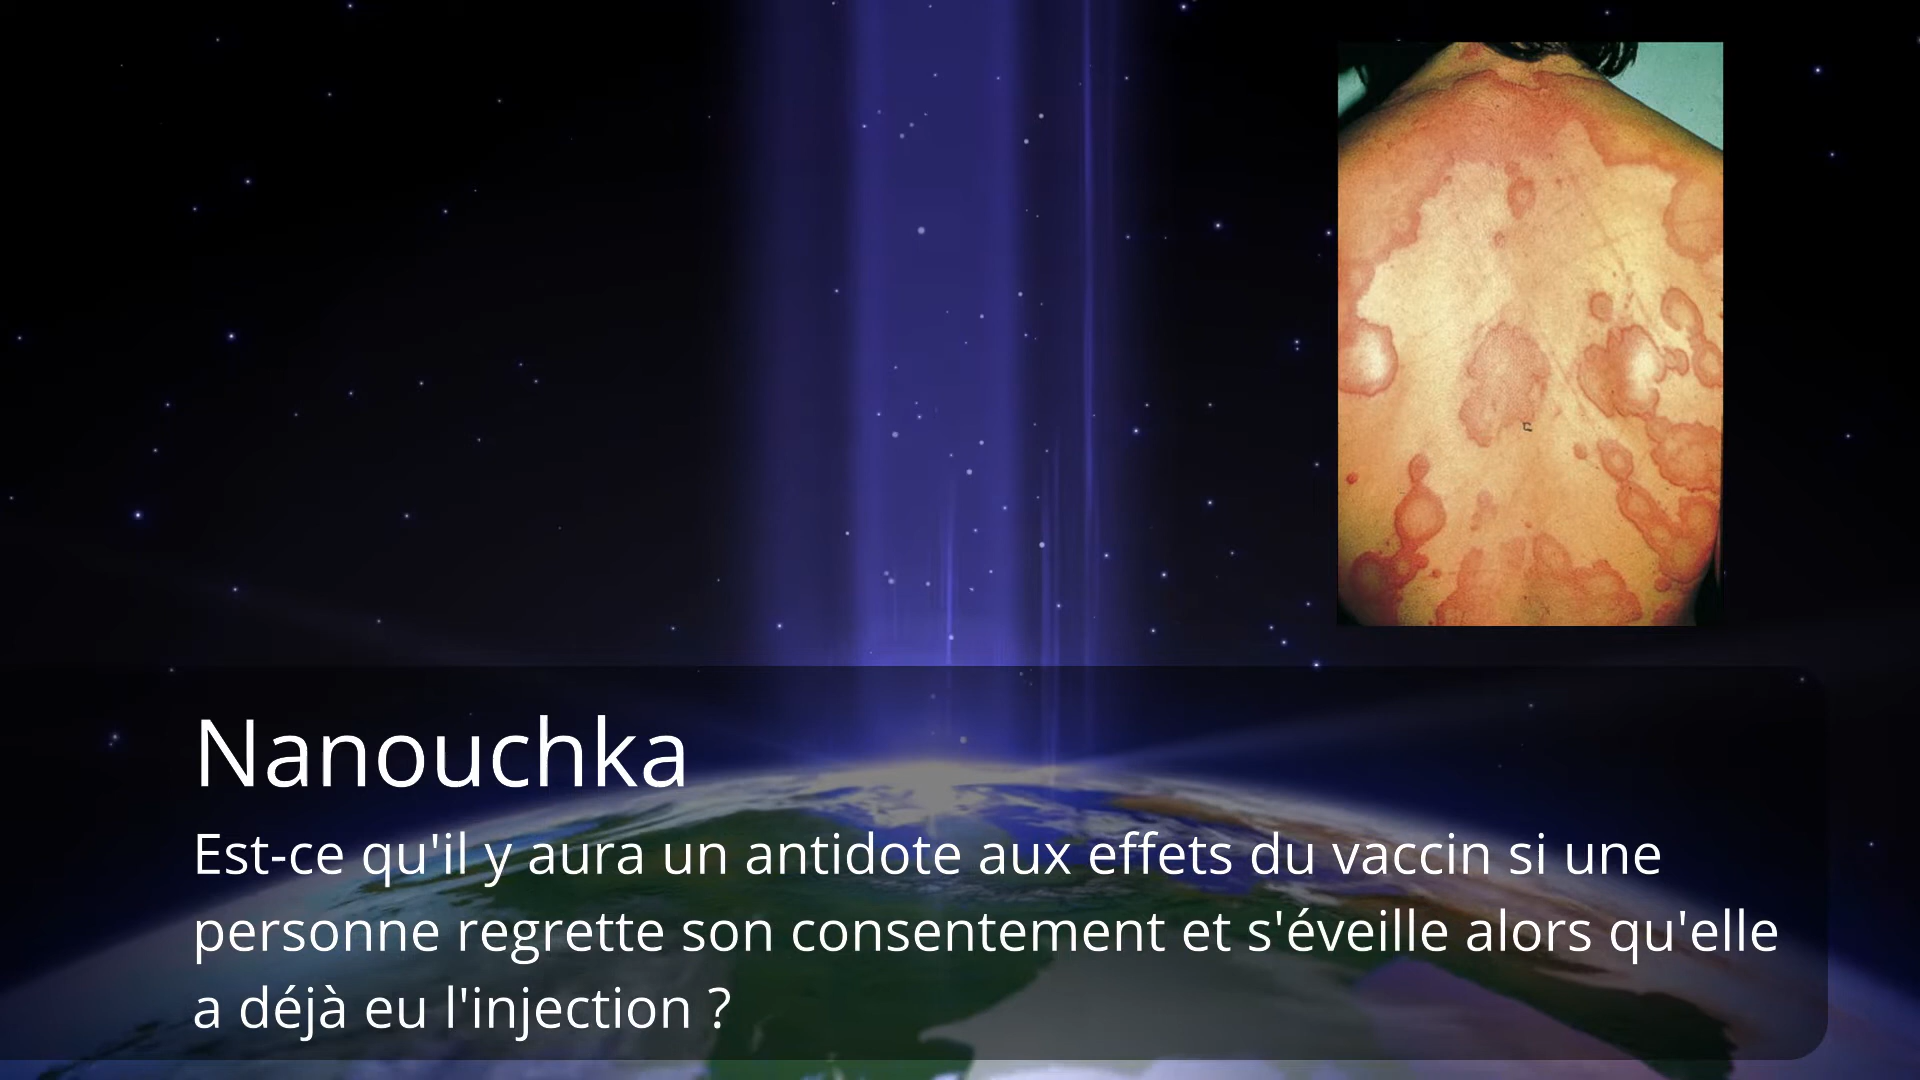 Nanouchka
Est-ce qu'il y aura un antidote aux effets du vaccin si une
personne regrette son consentement et s'éveille alors qu'elle
a déjà eu l'injection ?